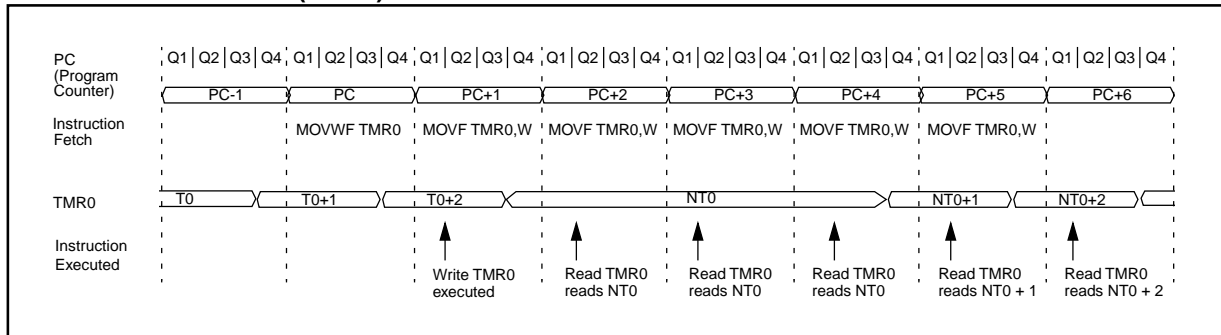 PC
(Program
Counter)
Q1 Q2 Q3 Q4 Q1 Q2 Q3 Q4 Q1 Q2 Q3 Q4 Q1 Q2 Q3 Q4 Q1 Q2 Q3 Q4 Q1 Q2 Q3 Q4 Q1 Q2 Q3 Q4 Q1 Q2 Q3 Q4
PC-1 PC PC+1 PC+2 PC+3 PC+4 PC+5 PC+6
Instruction
Fetch
MOVWF TMR0 MOVF TMR0,W MOVF TMR0,W MOVF TMR0,W MOVF TMR0,W MOVF TMR0,W
TMR0
T0 T0+1 T0+2 NT0 NT0+1 NT0+2
Instruction
Executed
Write TMR0
executed
Read TMR0
reads NT0
Read TMR0
reads NT0
Read TMR0
reads NT0
Read TMR0
reads NT0 + 1
Read TMR0
reads NT0 + 2